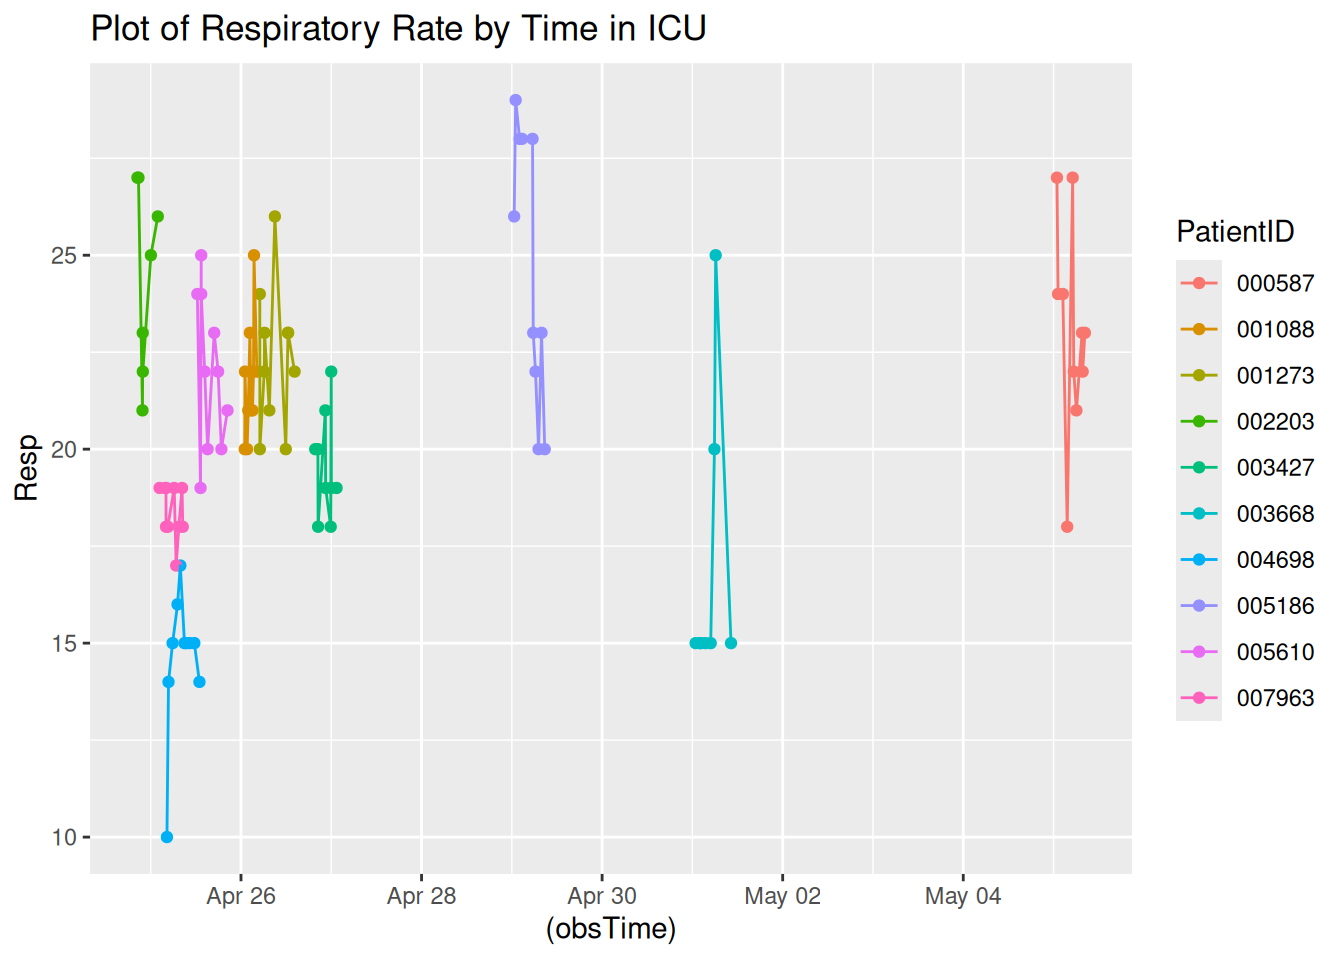 Plot of Respiratory Rate by Time in ICU
Resp
25
20
15
10
Apr 26
Apr 28
Apr 30
May 02
May 04
(obsTime)
PatientID
000587
001088
001273
002203
003427
003668
004698
005186
005610
007963